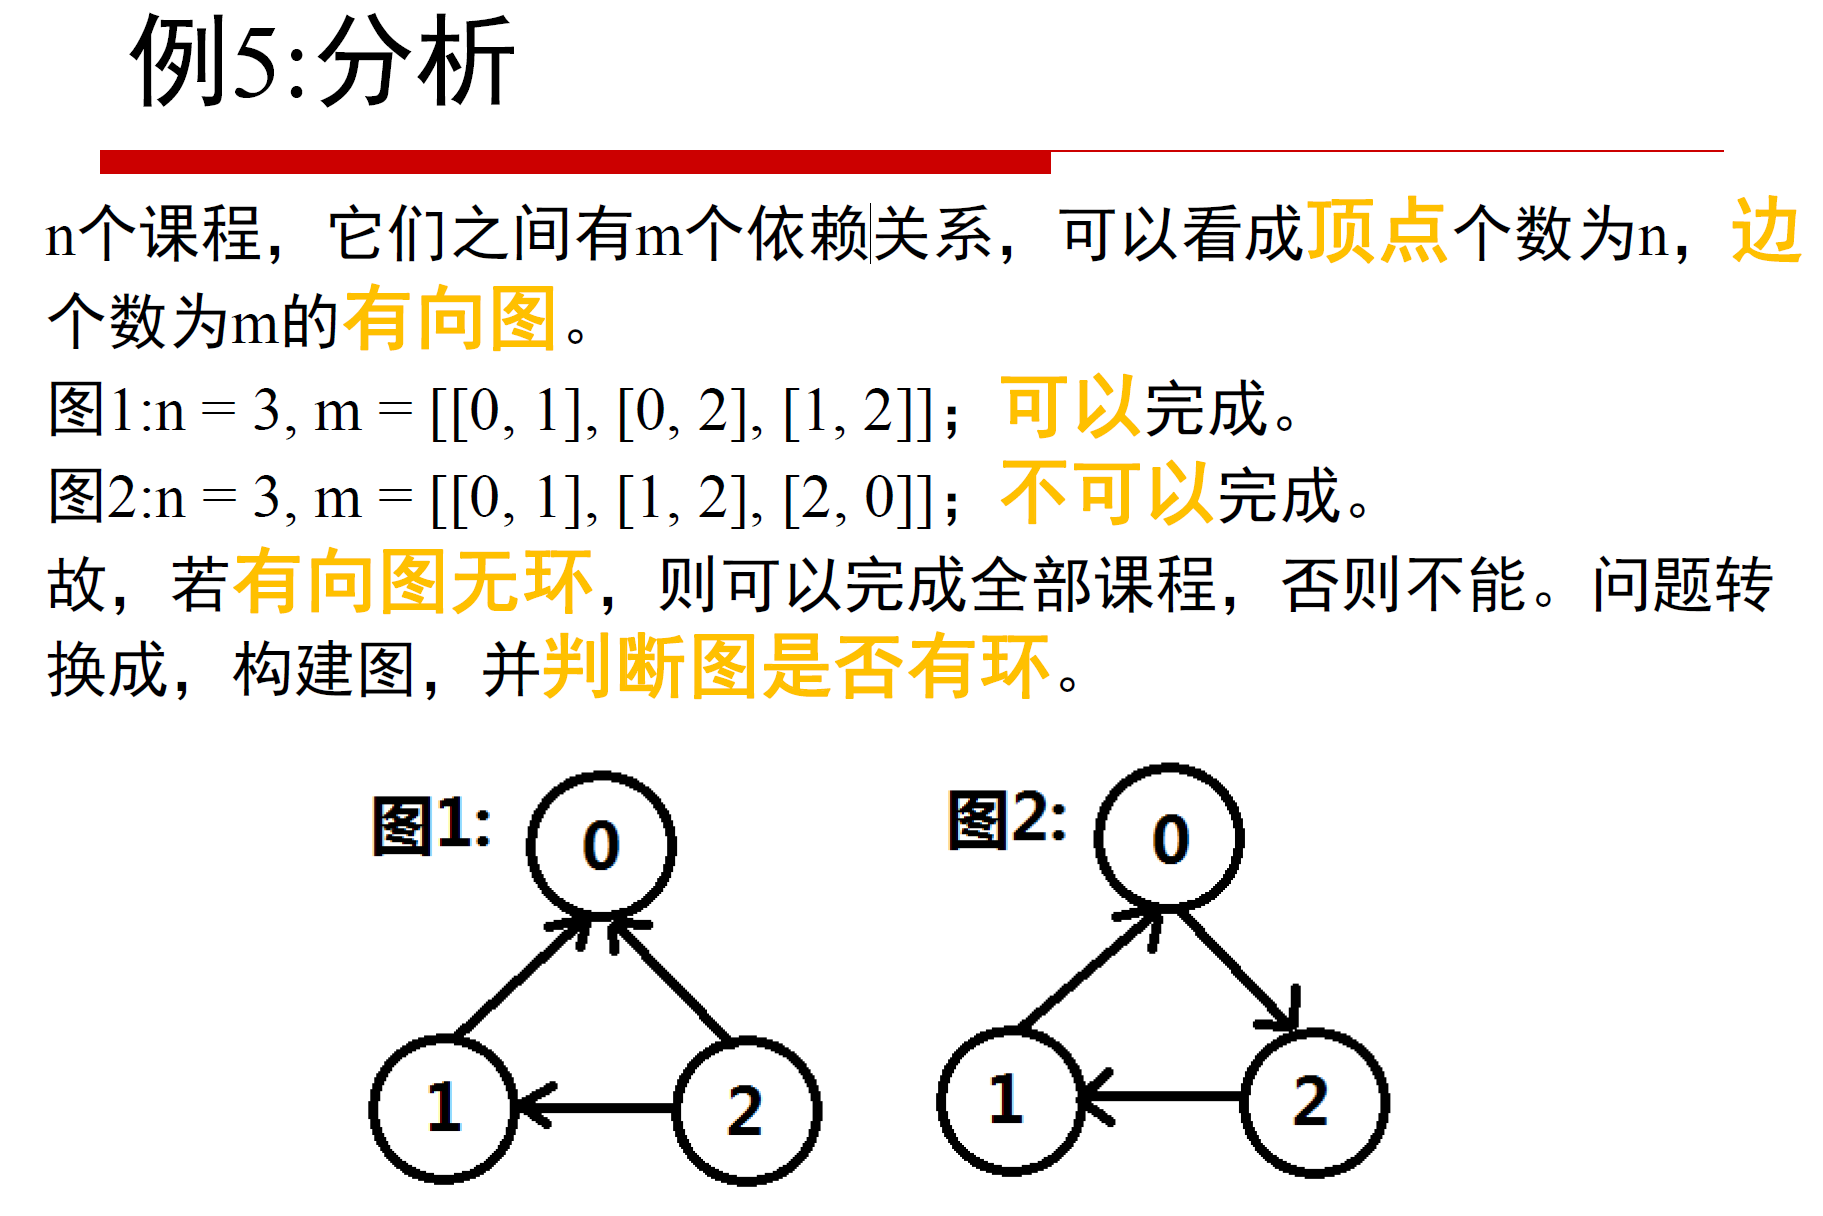 例5:分析
n个课程，它们之间有m个依赖关系，可以看成顶点个数为n，边
个数为m的有向图。
图1:n = 3, m = [[0, 1], [0, 2], [1, 2]]；可以完成。
图2:n = 3, m = [[0, 1], [1, 2], [2, 0]]；不可以完成。
故，若有向图无环，则可以完成全部课程，否则不能。问题转
换成，构建图，并判断图是否有环。
图1:
0
1
2
图2:
0
1
2